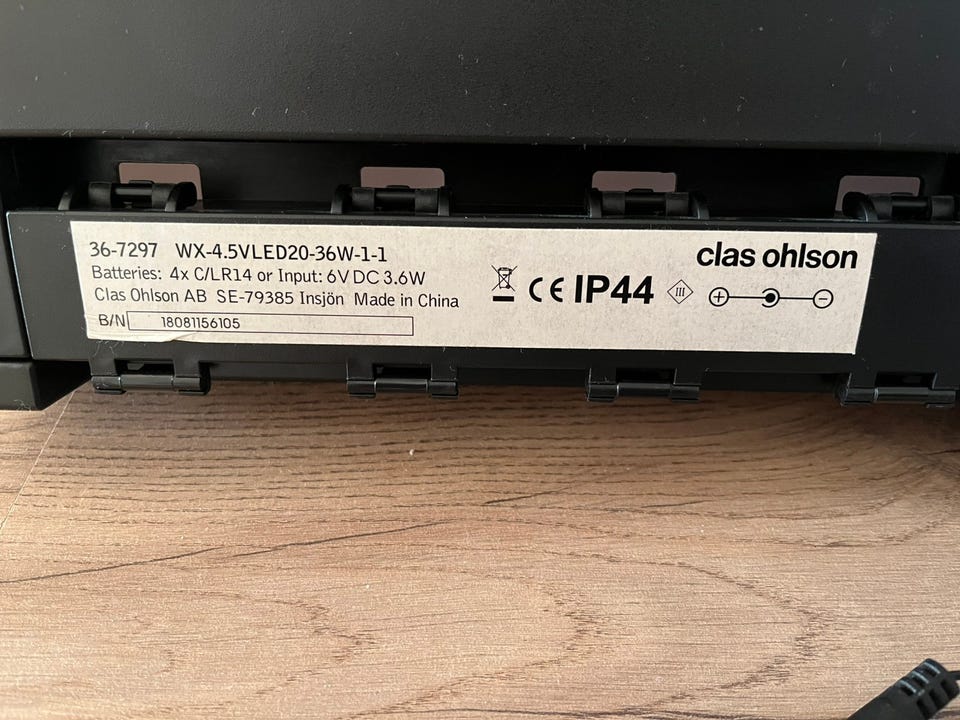 36-7297 WX-4.5VLED20-36W-1-1
Batteries: 4x C/LR14 or Input: 6V DC 3.6W
Clas Ohlson AB SE-79385 Insjön Made in China
B/N 18081156105
CE IP44 III
clas ohlson
+ -